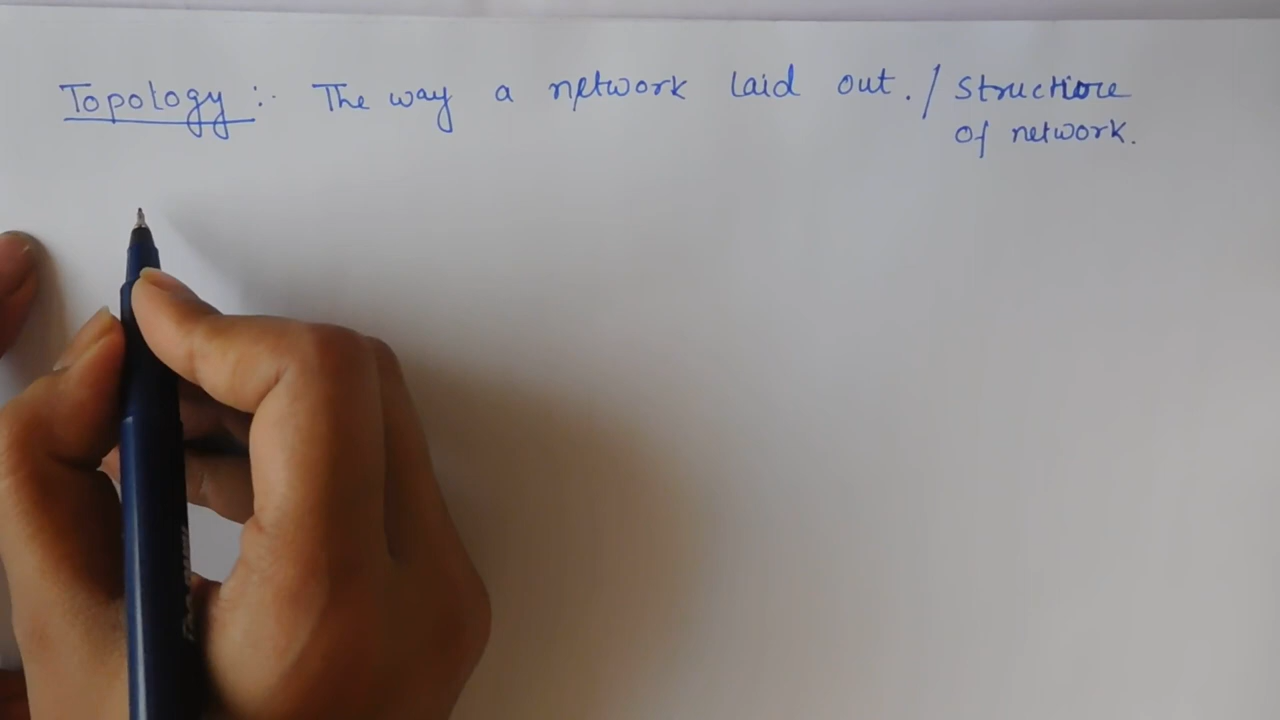 Topology :- The way a network laid out. / Structure
of network.